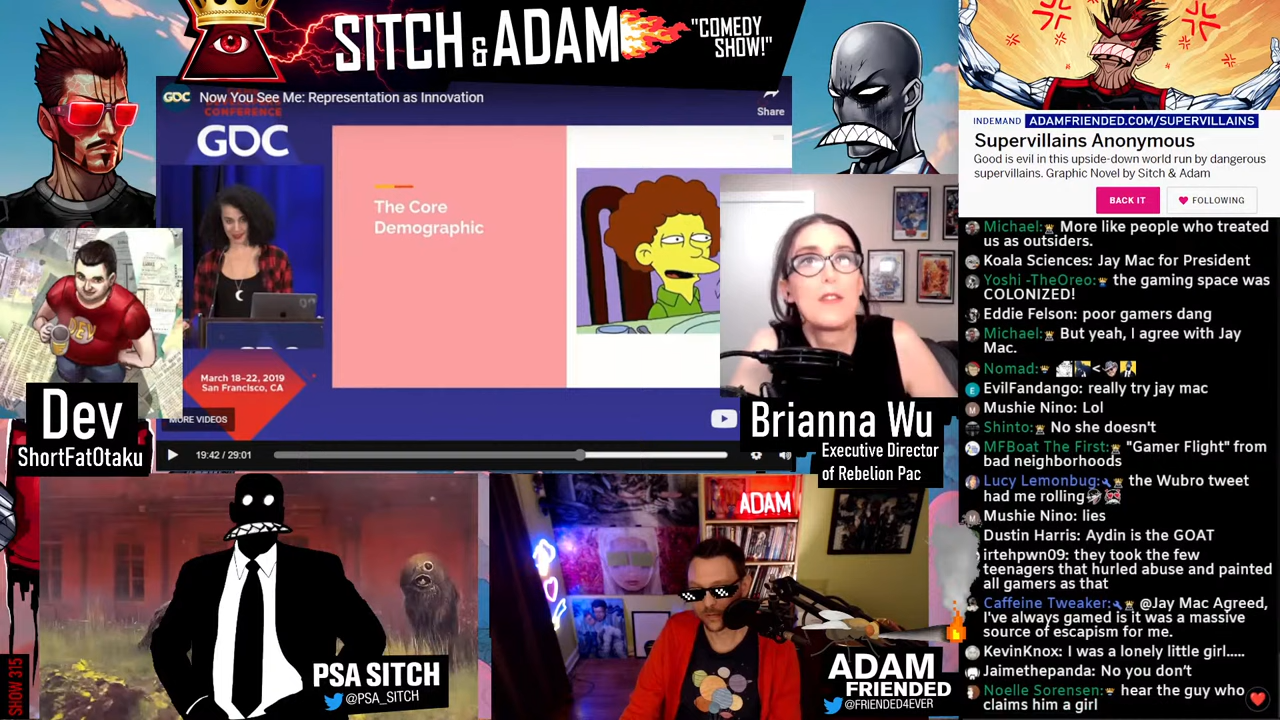 SITCH & ADAM
"COMEDY
SHOW!"
GDC
Now You See Me: Representation as Innovation
Share
CONFERENCE
GDC
The Core
Demographic
March 18-22, 2019
San Francisco, CA
MORE VIDEOS
19:42 / 29:01
DEV
Dev
ShortFatOtaku
Brianna Wu
Executive Director
of Rebelion Pac
SHOW 315
PSA SITCH
@PSA_SITCH
ADAM
ADAM
FRIENDED
@FRIENDED4EVER
INDEMAND ADAMFRIENDED.COM/SUPERVILLAINS
Supervillains Anonymous
Good is evil in this upside-down world run by dangerous
supervillains. Graphic Novel by Sitch & Adam
BACK IT
FOLLOWING
Michael: More like people who treated
us as outsiders.
Koala Sciences: Jay Mac for President
Yoshi -TheOreo: the gaming space was
COLONIZED!
Eddie Felson: poor gamers dang
Michael: But yeah, I agree with Jay
Mac.
Nomad: <
E EvilFandango: really try jay mac
M Mushie Nino: Lol
Shinto: No she doesn't
MFBoat The First: "Gamer Flight" from
bad neighborhoods
Lucy Lemonbug: the Wubro tweet
had me rolling
M Mushie Nino: lies
Dustin Harris: Aydin is the GOAT
irtehpwn09: they took the few
teenagers that hurled abuse and painted
all gamers as that
Caffeine Tweaker: @Jay Mac Agreed,
I've always gamed is it was a massive
source of escapism for me.
KevinKnox: I was a lonely little girl.....
Jaimethepanda: No you don't
Noelle Sorensen: hear the guy who
claims him a girl